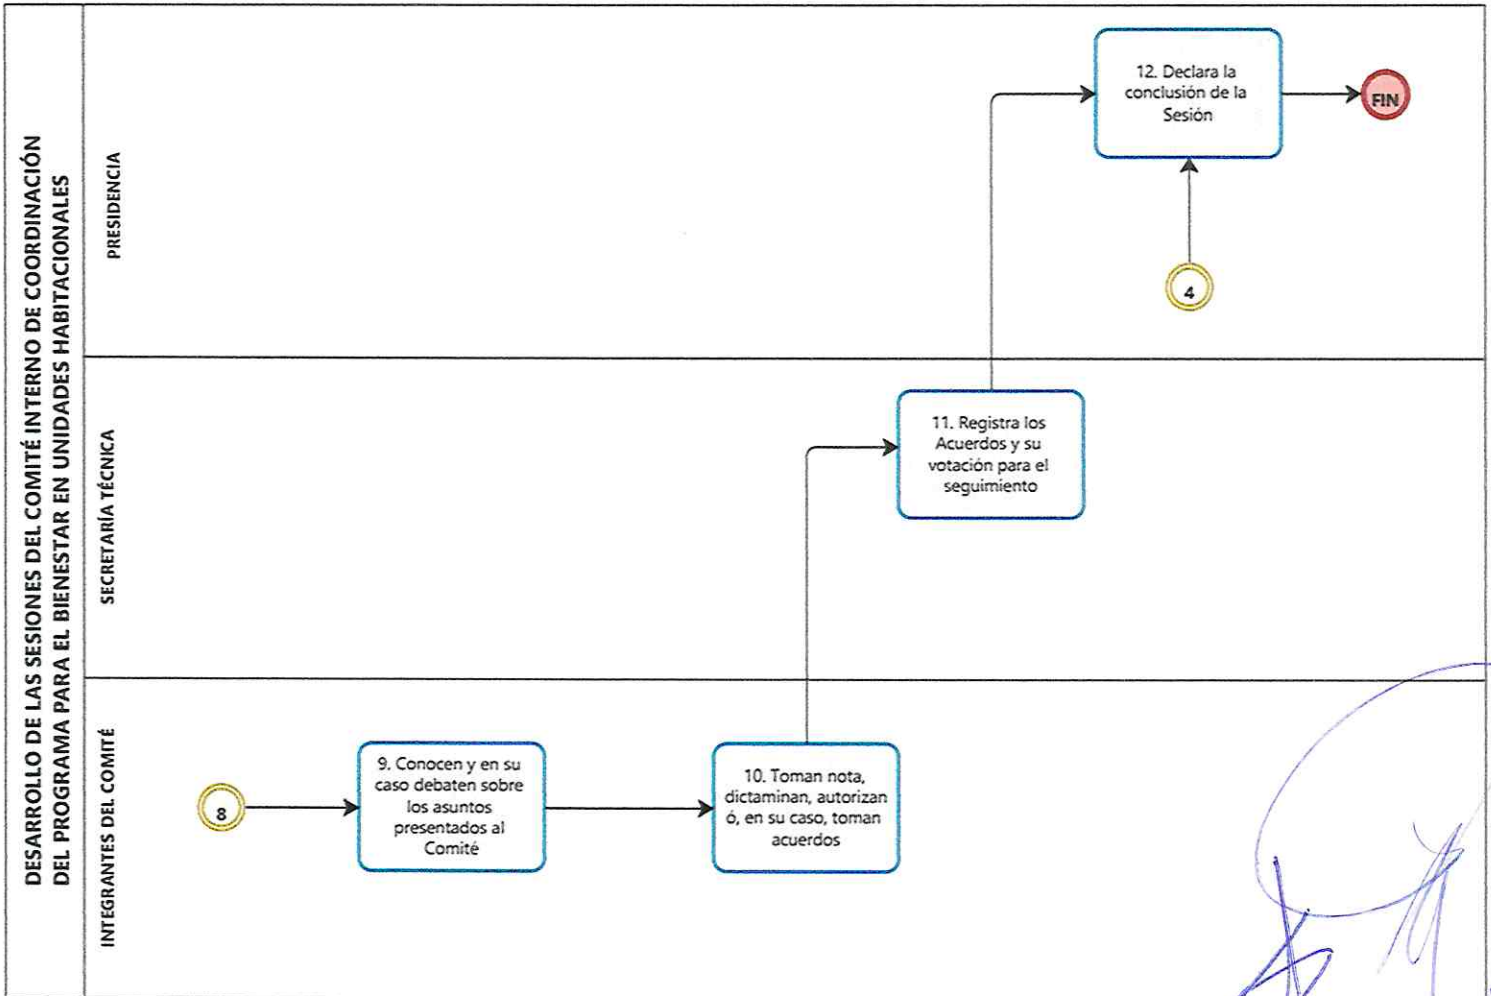 DESARROLLO DE LAS SESIONES DEL COMITÉ INTERNO DE COORDINACIÓN
DEL PROGRAMA PARA EL BIENESTAR EN UNIDADES HABITACIONALES
PRESIDENCIA
12. Declara la
conclusión de la
Sesión
FIN
4
SECRETARÍA TÉCNICA
11. Registra los
Acuerdos y su
votación para el
seguimiento
INTEGRANTES DEL COMITÉ
8
9. Conocen y en su
caso debaten sobre
los asuntos
presentados al
Comité
10. Toman nota,
dictaminan, autorizan
ó, en su caso, toman
acuerdos